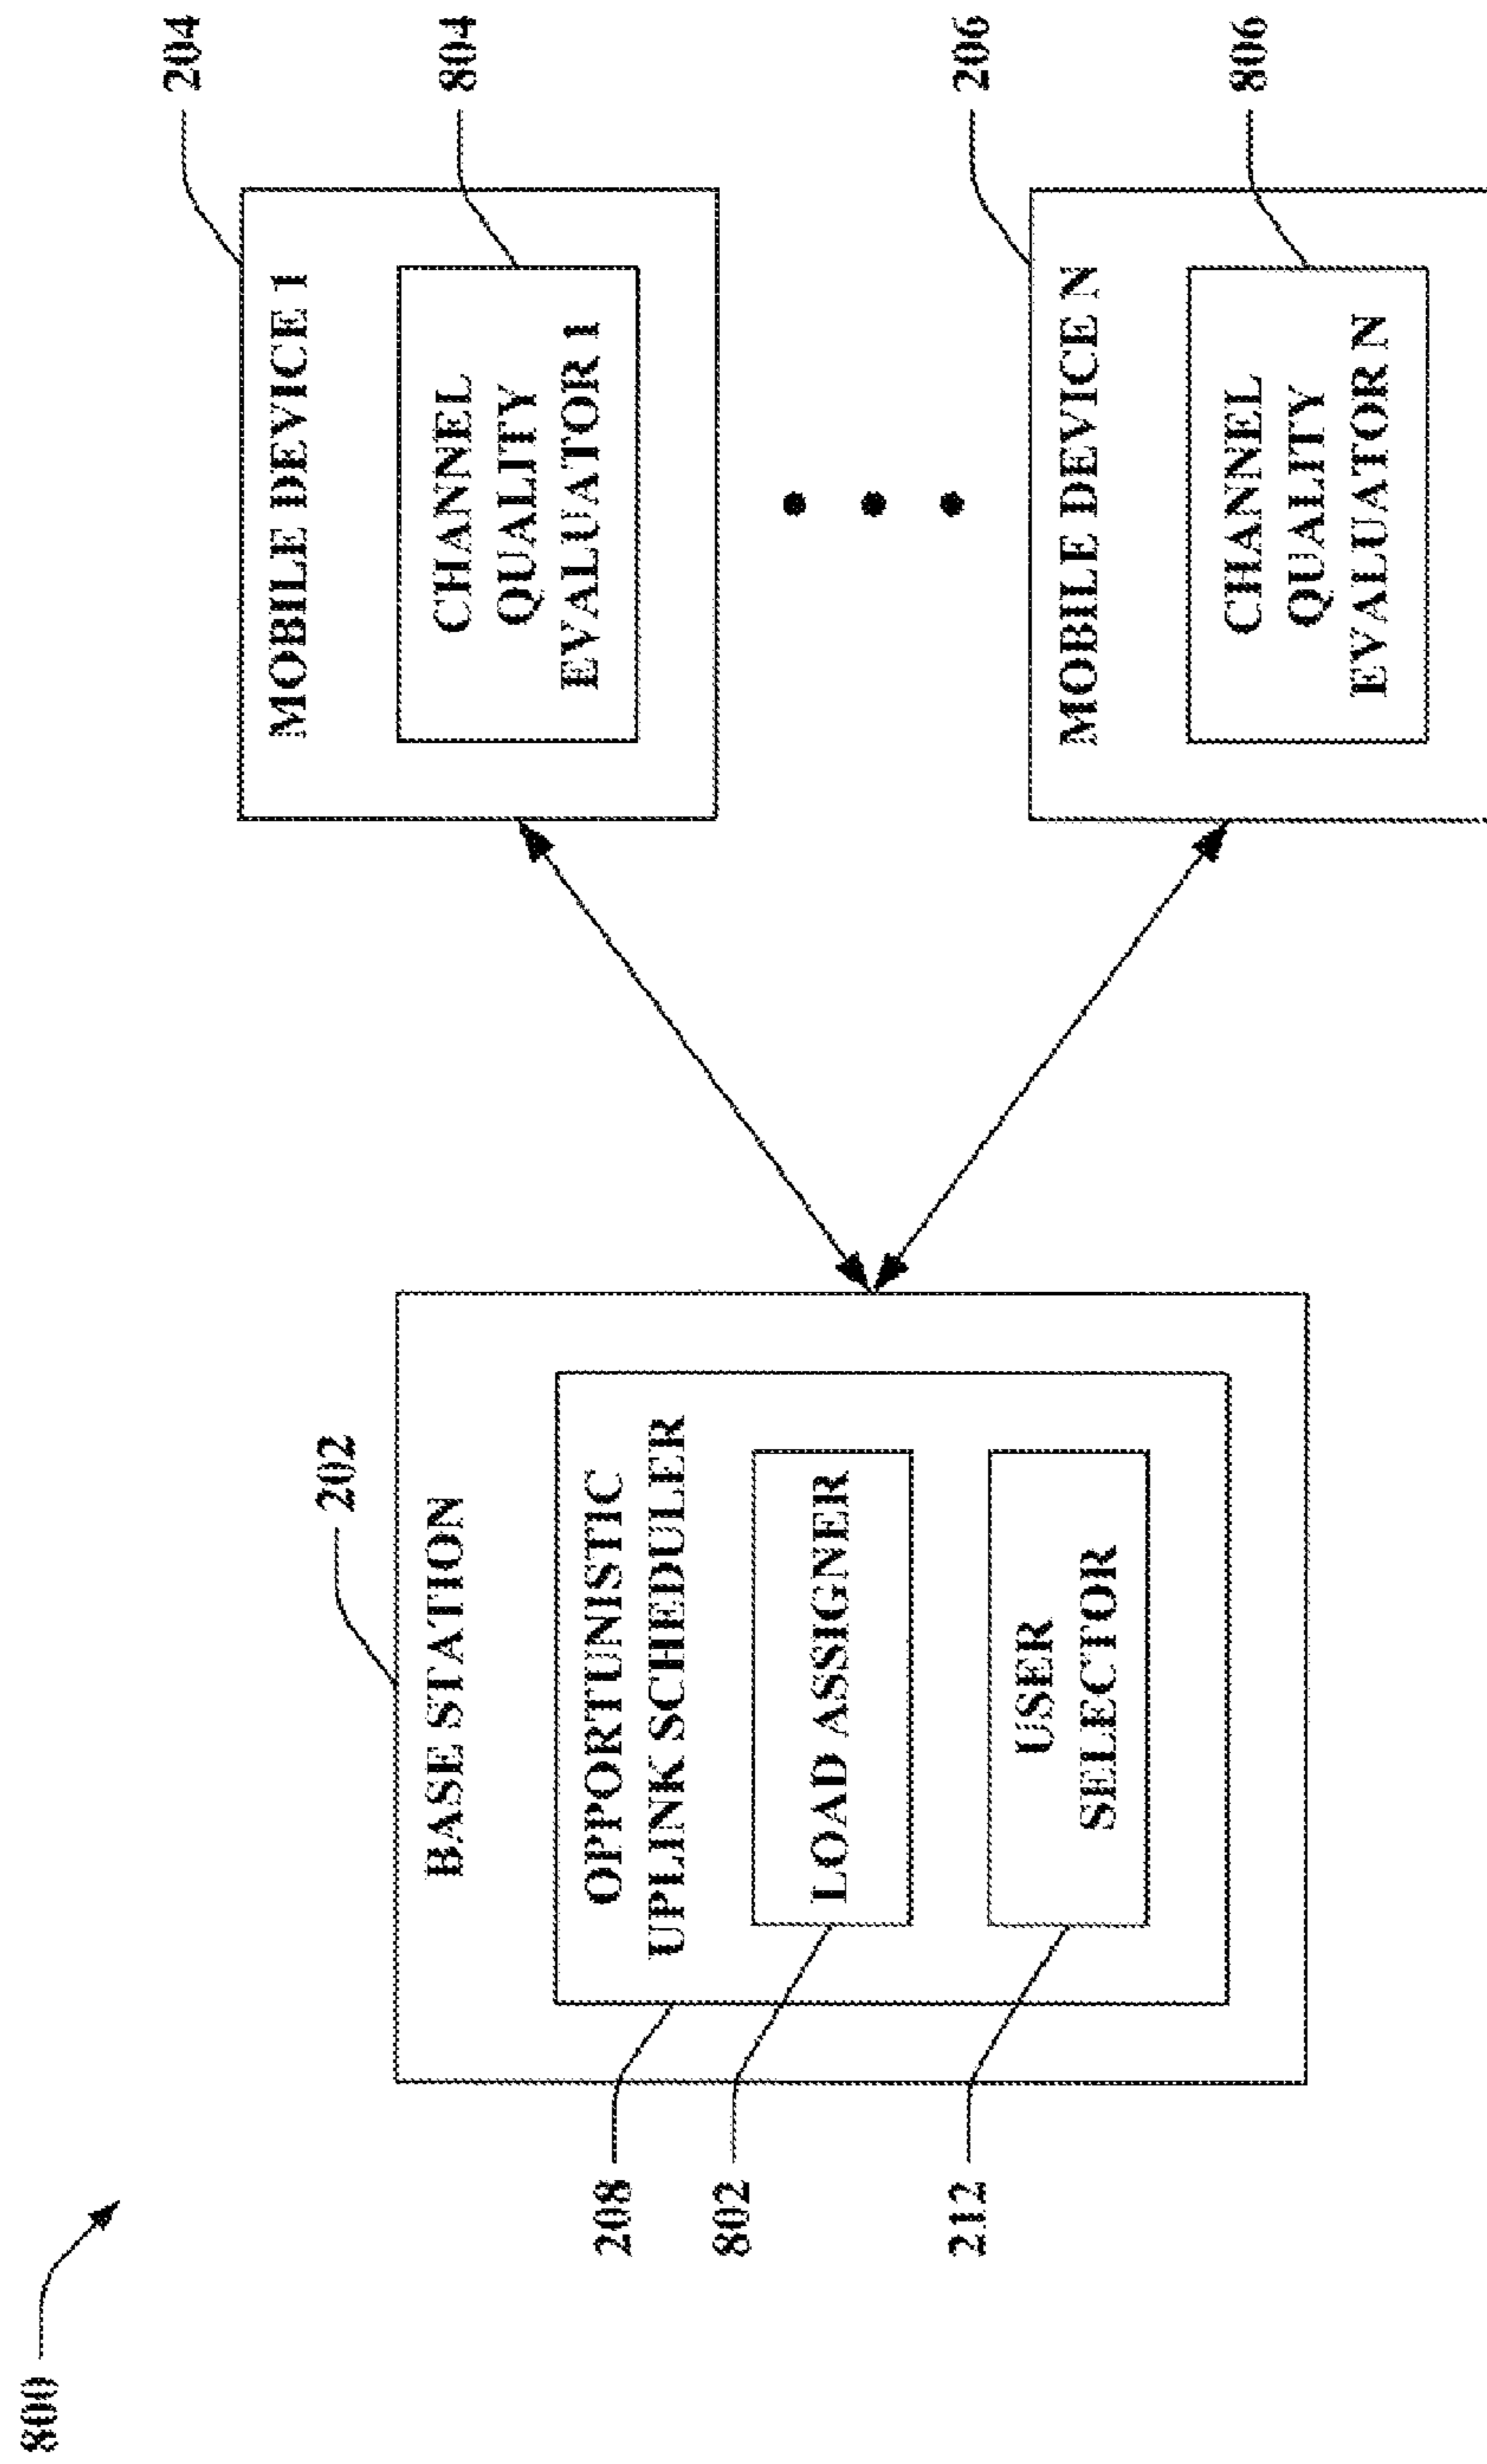 800
202
BASE STATION
OPPORTUNISTIC
UPLINK SCHEDULER
LOAD ASSIGNER
USER
SELECTOR
208
802
212
204
MOBILE DEVICE 1
CHANNEL
QUALITY
EVALUATOR 1
804
206
MOBILE DEVICE N
CHANNEL
QUALITY
EVALUATOR N
806